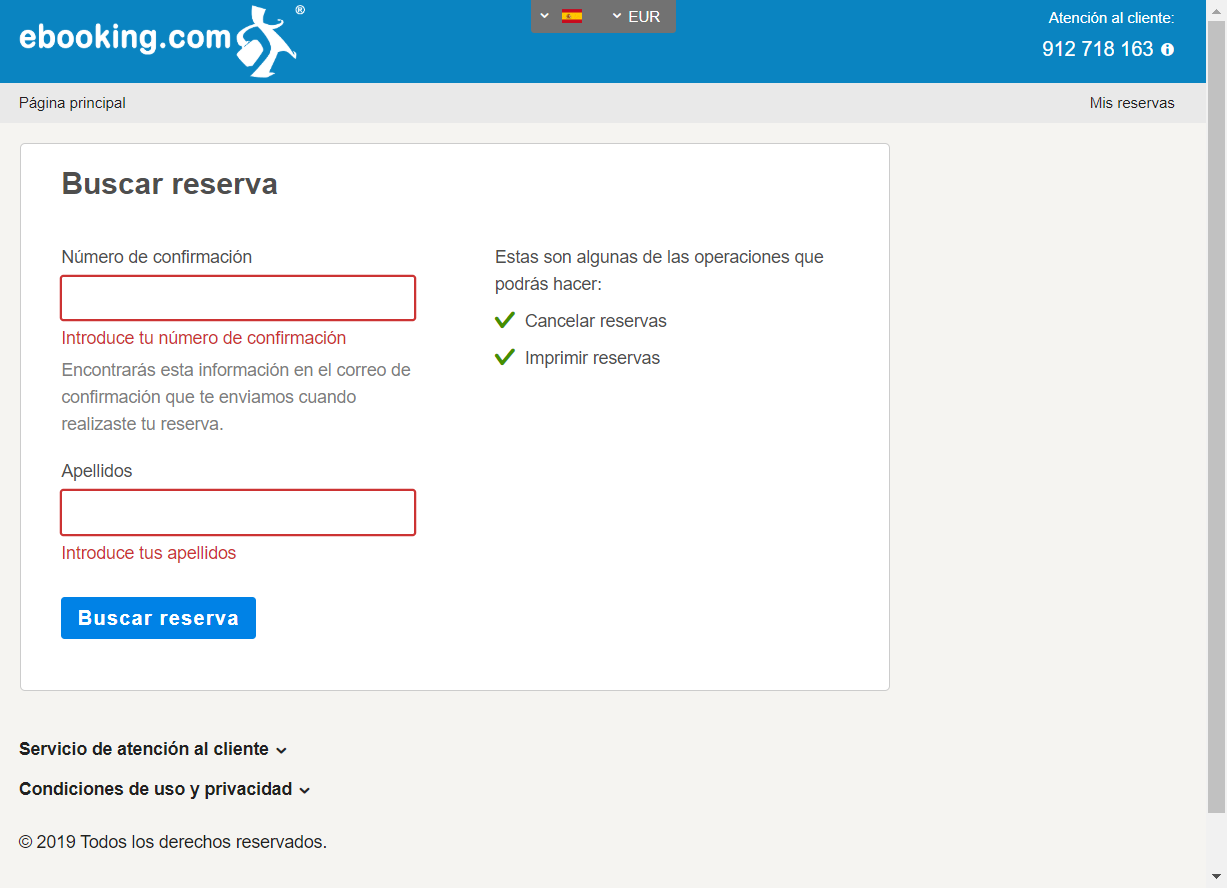 ebooking.com®
EUR
Atención al cliente:
912 718 163
Página principal
Mis reservas
Buscar reserva
Número de confirmación
Introduce tu número de confirmación
Encontrarás esta información en el correo de
confirmación que te enviamos cuando
realizaste tu reserva.
Apellidos
Introduce tus apellidos
Buscar reserva
Estas son algunas de las operaciones que
podrás hacer:
Cancelar reservas
Imprimir reservas
Servicio de atención al cliente
Condiciones de uso y privacidad
© 2019 Todos los derechos reservados.